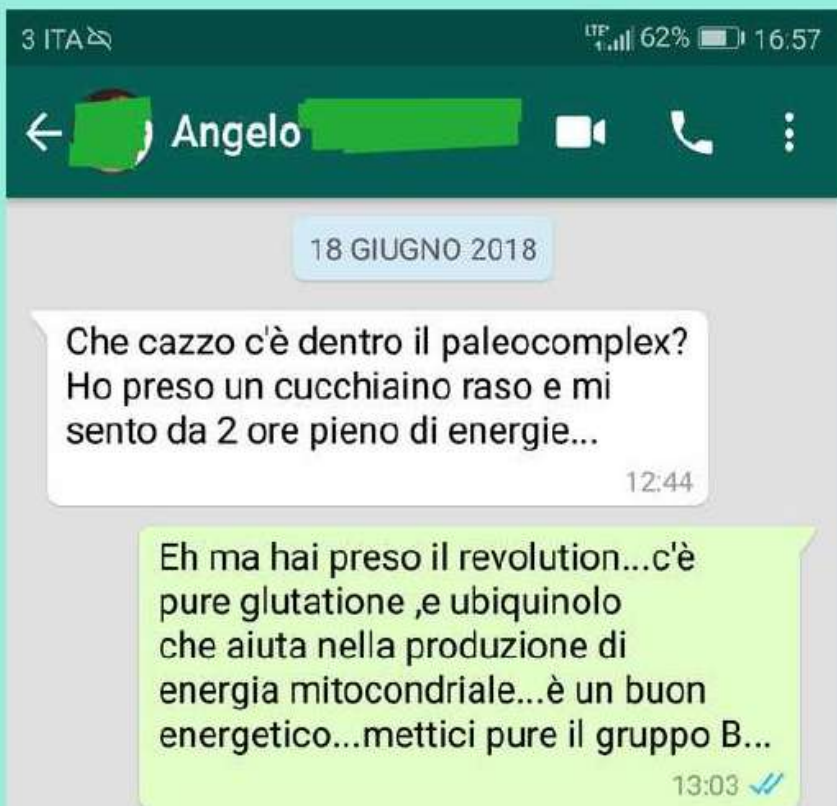 3 ITA LTE+ 1 62% 16:57
Angelo
18 GIUGNO 2018
Che cazzo c'è dentro il paleocomplex?
Ho preso un cucchiaino raso e mi
sento da 2 ore pieno di energie...
12:44
Eh ma hai preso il revolution...c'è
pure glutatione ,e ubiquinolo
che aiuta nella produzione di
energia mitocondriale...è un buon
energetico...mettici pure il gruppo B...
13:03